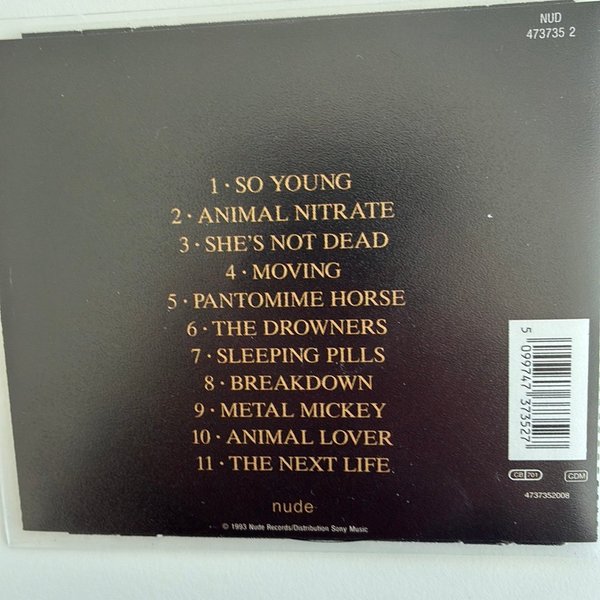 NUD
473735 2
1 · SO YOUNG
2 · ANIMAL NITRATE
3 · SHE'S NOT DEAD
4 · MOVING
5 · PANTOMIME HORSE
6 · THE DROWNERS
7 · SLEEPING PILLS
8 · BREAKDOWN
9 · METAL MICKEY
10 · ANIMAL LOVER
11 · THE NEXT LIFE
5 099747 373527
CB 701
CDM
4737352008
nude
© 1993 Nude Records/Distribution Sony Music